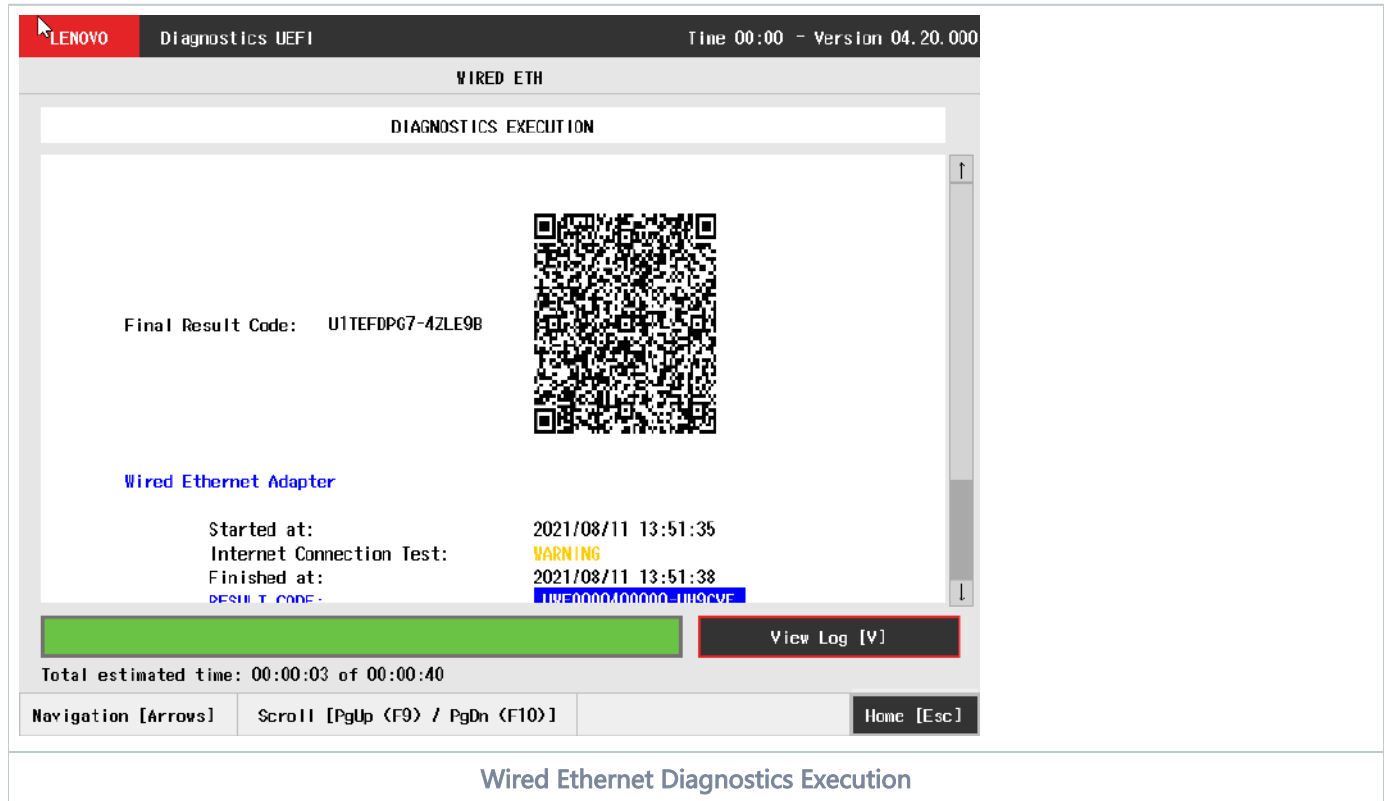 LENOVO Diagnostics UEFI Time 00:00 - Version 04.20.000
WIRED ETH
DIAGNOSTICS EXECUTION
↑
Final Result Code: U1TEFDPG7-4ZLE9B
Wired Ethernet Adapter
Started at: 2021/08/11 13:51:35
Internet Connection Test: WARNING
Finished at: 2021/08/11 13:51:38
RESULT CODE:
↓
View Log [V]
Total estimated time: 00:00:03 of 00:00:40
Navigation [Arrows] Scroll [PgUp (F9) / PgDn (F10)] Home [Esc]
Wired Ethernet Diagnostics Execution